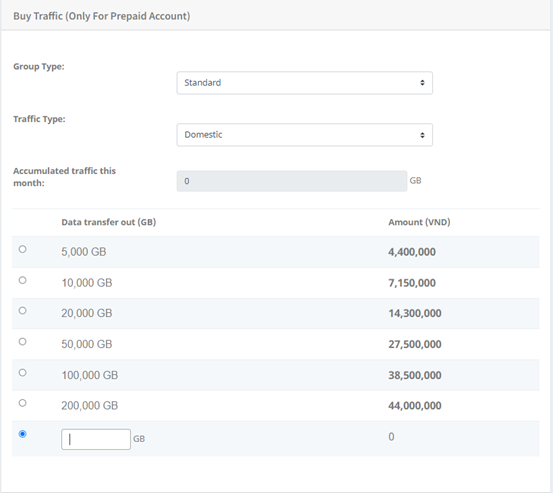 Buy Traffic (Only For Prepaid Account)
Group Type:
Standard
Traffic Type:
Domestic
Accumulated traffic this
month:
0 GB
Data transfer out (GB) Amount (VND)
5,000 GB 4,400,000
10,000 GB 7,150,000
20,000 GB 14,300,000
50,000 GB 27,500,000
100,000 GB 38,500,000
200,000 GB 44,000,000
GB 0